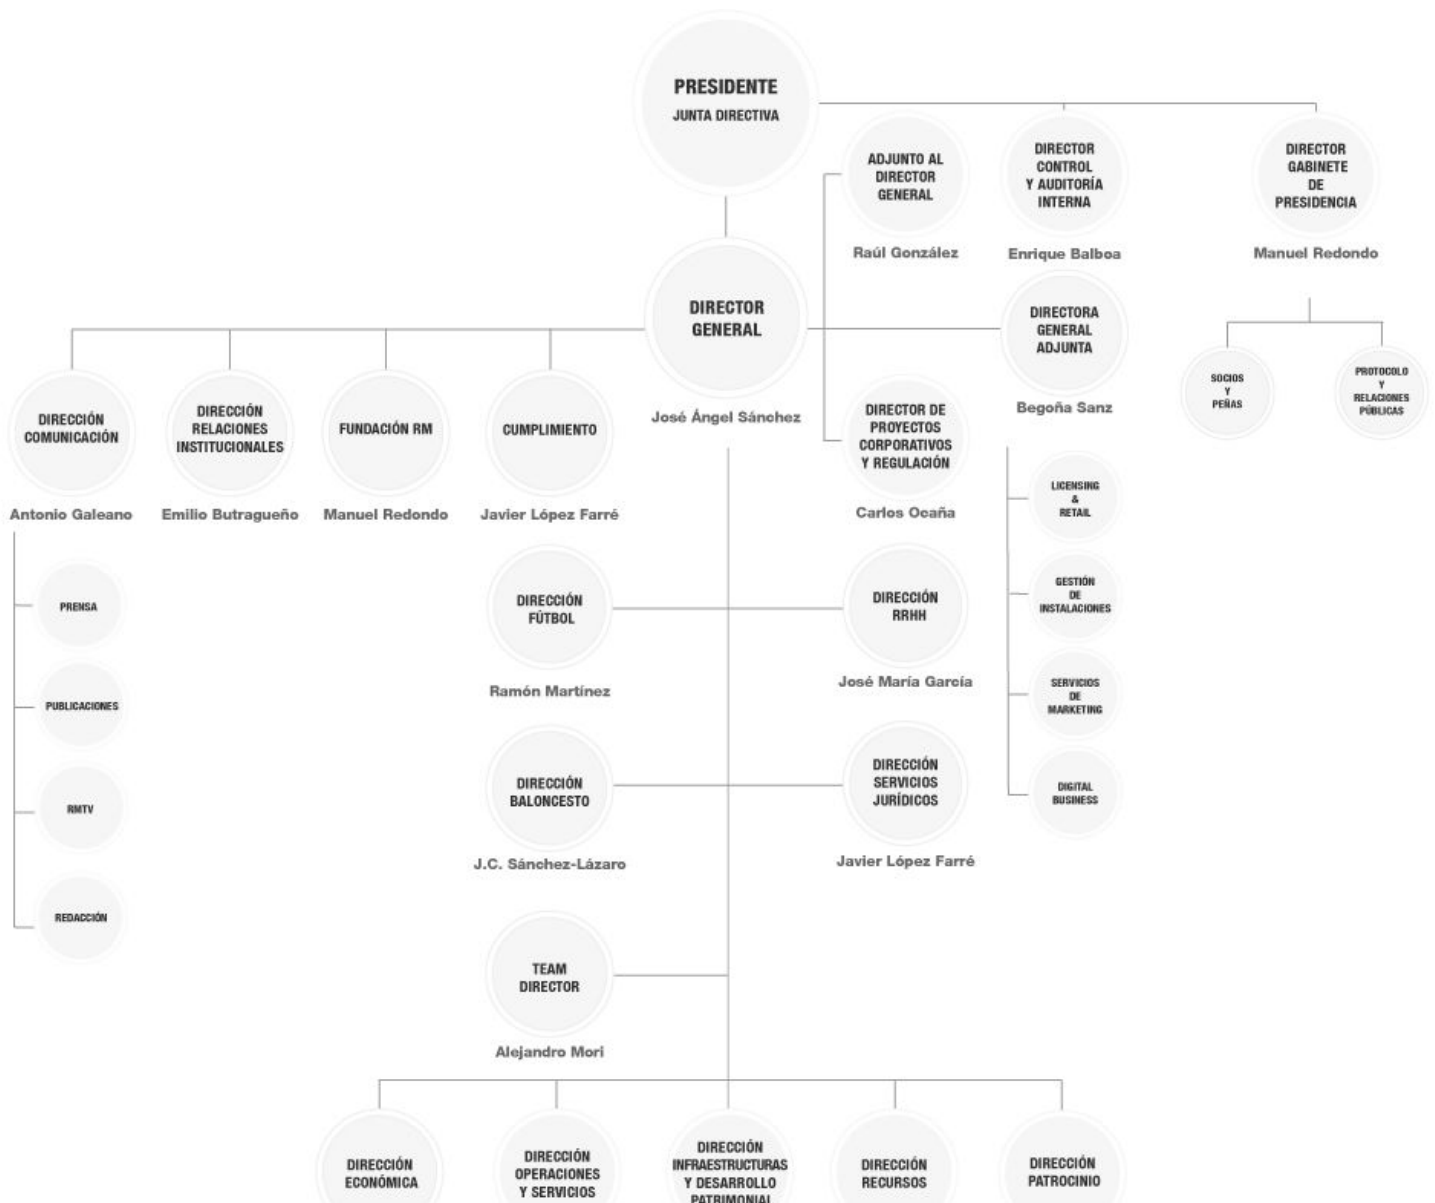 PRESIDENTE
JUNTA DIRECTIVA
ADJUNTO AL
DIRECTOR
GENERAL
Raúl González
DIRECTOR
CONTROL
Y AUDITORÍA
INTERNA
Enrique Balboa
DIRECTOR
GABINETE
DE
PRESIDENCIA
Manuel Redondo
DIRECTOR
GENERAL
José Ángel Sánchez
DIRECTORA
GENERAL
ADJUNTA
Begoña Sanz
SOCIOS
Y
PEÑAS
PROTOCOLO
Y
RELACIONES
PÚBLICAS
DIRECCIÓN
COMUNICACIÓN
Antonio Galeano
DIRECCIÓN
RELACIONES
INSTITUCIONALES
Emilio Butragueño
FUNDACIÓN RM
Manuel Redondo
CUMPLIMIENTO
Javier López Farré
DIRECTOR DE
PROYECTOS
CORPORATIVOS
Y REGULACIÓN
Carlos Ocaña
LICENSING
&
RETAIL
GESTIÓN
DE
INSTALACIONES
SERVICIOS
DE
MARKETING
DIGITAL
BUSINESS
PRENSA
PUBLICACIONES
RMTV
REDACCIÓN
DIRECCIÓN
FÚTBOL
Ramón Martínez
DIRECCIÓN
RRHH
José María García
DIRECCIÓN
BALONCESTO
J.C. Sánchez-Lázaro
DIRECCIÓN
SERVICIOS
JURÍDICOS
Javier López Farré
TEAM
DIRECTOR
Alejandro Mori
DIRECCIÓN
ECONÓMICA
DIRECCIÓN
OPERACIONES
Y SERVICIOS
DIRECCIÓN
INFRAESTRUCTURAS
Y DESARROLLO
PATRIMONIAL
DIRECCIÓN
RECURSOS
DIRECCIÓN
PATROCINIO